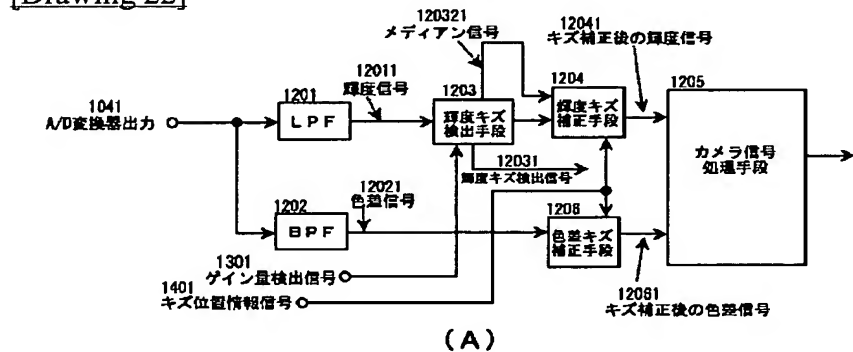 [Drawing 22]
120321
メディアン信号
12041
キズ補正後の輝度信号
1041
A/D変換器出力
1201
LPF
12011
輝度信号
1203
輝度キズ
検出手段
1204
輝度キズ
補正手段
1205
カメラ信号
処理手段
12031
輝度キズ検出信号
1202
BPF
12021
色差信号
1206
色差キズ
補正手段
1301
ゲイン量検出信号
1401
キズ位置情報信号
12061
キズ補正後の色差信号
(A)